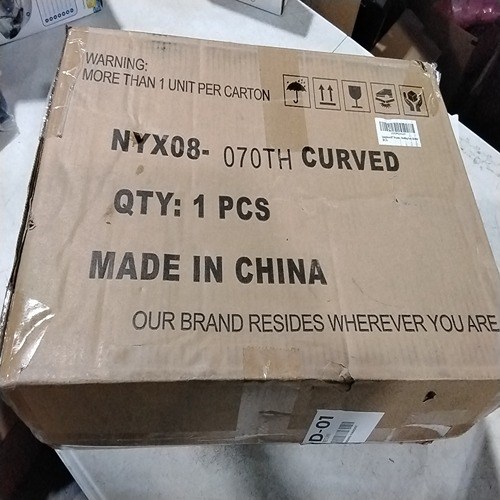 WARNING:
MORE THAN 1 UNIT PER CARTON
NYX08- 070TH CURVED
QTY: 1 PCS
MADE IN CHINA
OUR BRAND RESIDES WHEREVER YOU ARE
D-01